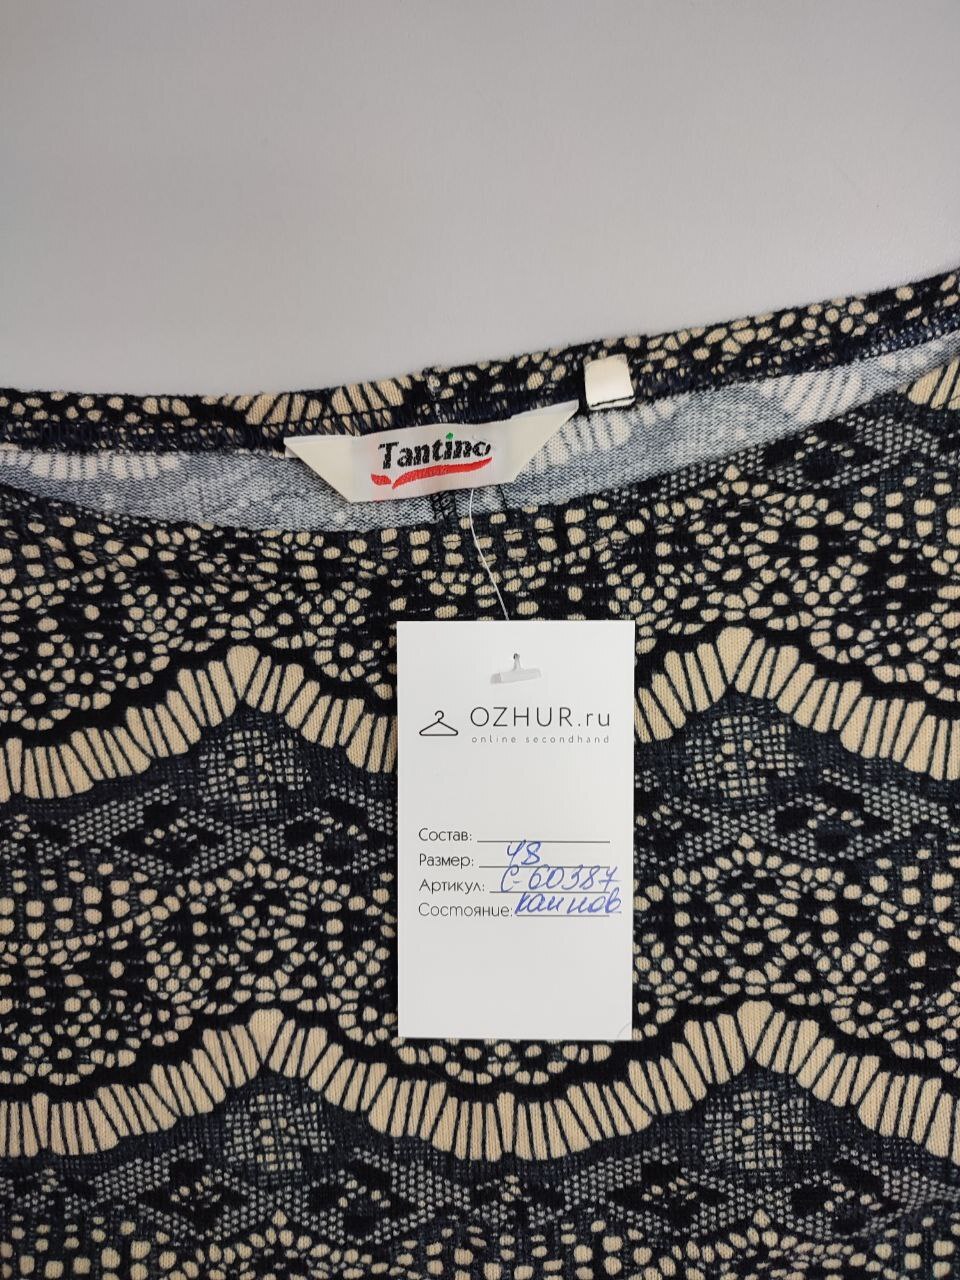 Tantino
OZHUR.ru
online secondhand
Состав:
Размер: 48
Артикул: С-60387
Состояние: как нов